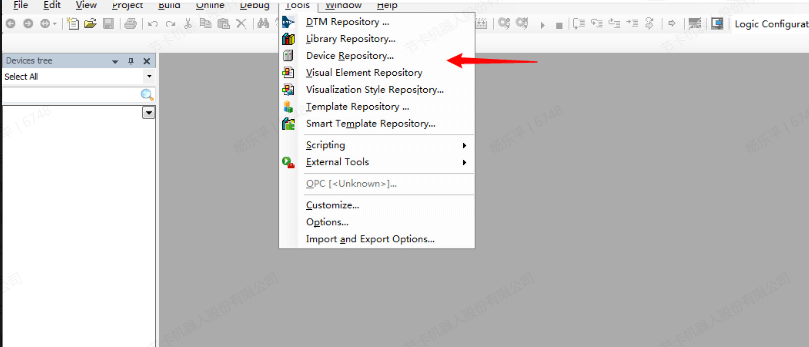 File Edit View Project Build Online Debug Tools Window Help
Logic Configurat
Devices tree
Select All
DTM Repository ...
Library Repository...
Device Repository...
Visual Element Repository
Visualization Style Repository...
Template Repository ...
Smart Template Repository...
Scripting
External Tools
OPC [<Unknown>]...
Customize...
Options...
Import and Export Options...